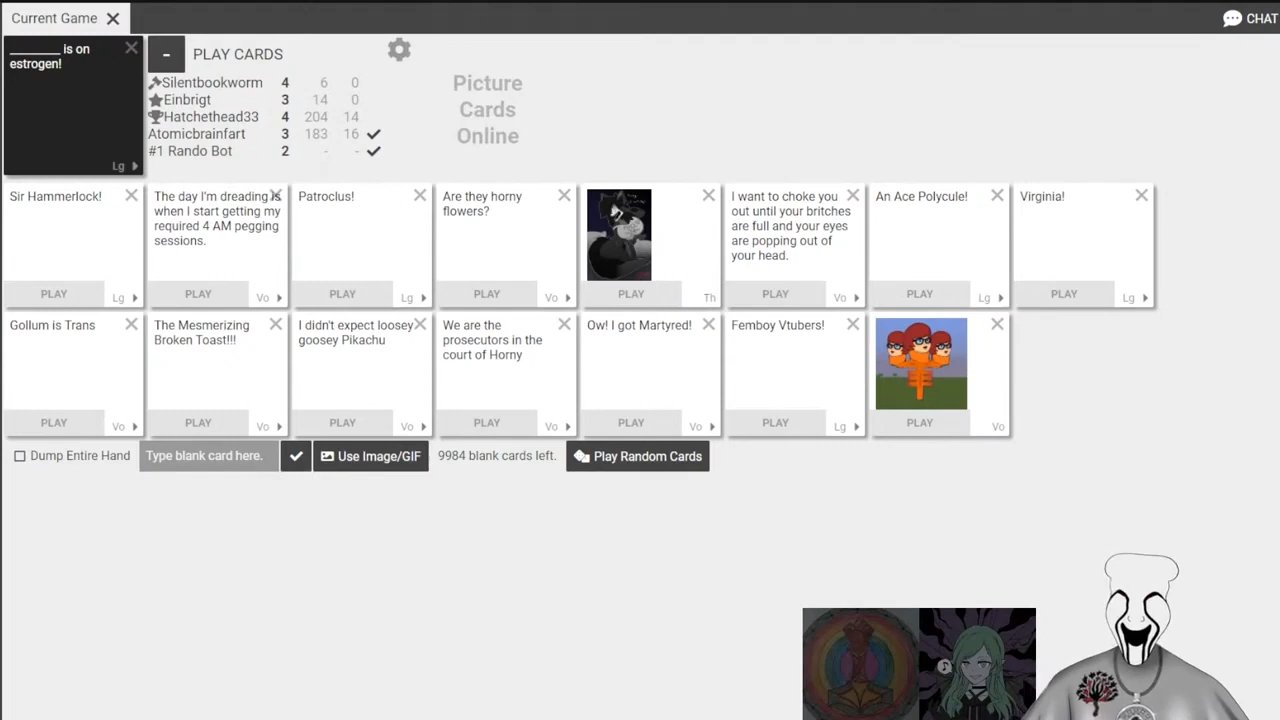 Current Game
CHAT
________ is on
estrogen!
Lg
-
PLAY CARDS
Silentbookworm 4 6 0
Einbrigt 3 14 0
Hatchethead33 4 204 14
Atomicbrainfart 3 183 16
#1 Rando Bot 2 - -
Picture
Cards
Online
Sir Hammerlock!
PLAY
Lg
The day I'm dreading is
when I start getting my
required 4 AM pegging
sessions.
PLAY
Vo
Patroclus!
PLAY
Lg
Are they horny
flowers?
PLAY
Vo
PLAY
Th
I want to choke you
out until your britches
are full and your eyes
are popping out of
your head.
PLAY
Vo
An Ace Polycule!
PLAY
Lg
Virginia!
PLAY
Lg
Gollum is Trans
PLAY
Vo
The Mesmerizing
Broken Toast!!!
PLAY
Vo
I didn't expect loosey
goosey Pikachu
PLAY
Vo
We are the
prosecutors in the
court of Horny
PLAY
Vo
Ow! I got Martyred!
PLAY
Vo
Femboy Vtubers!
PLAY
Lg
PLAY
Vo
Dump Entire Hand
Type blank card here.
Use Image/GIF
9984 blank cards left.
Play Random Cards